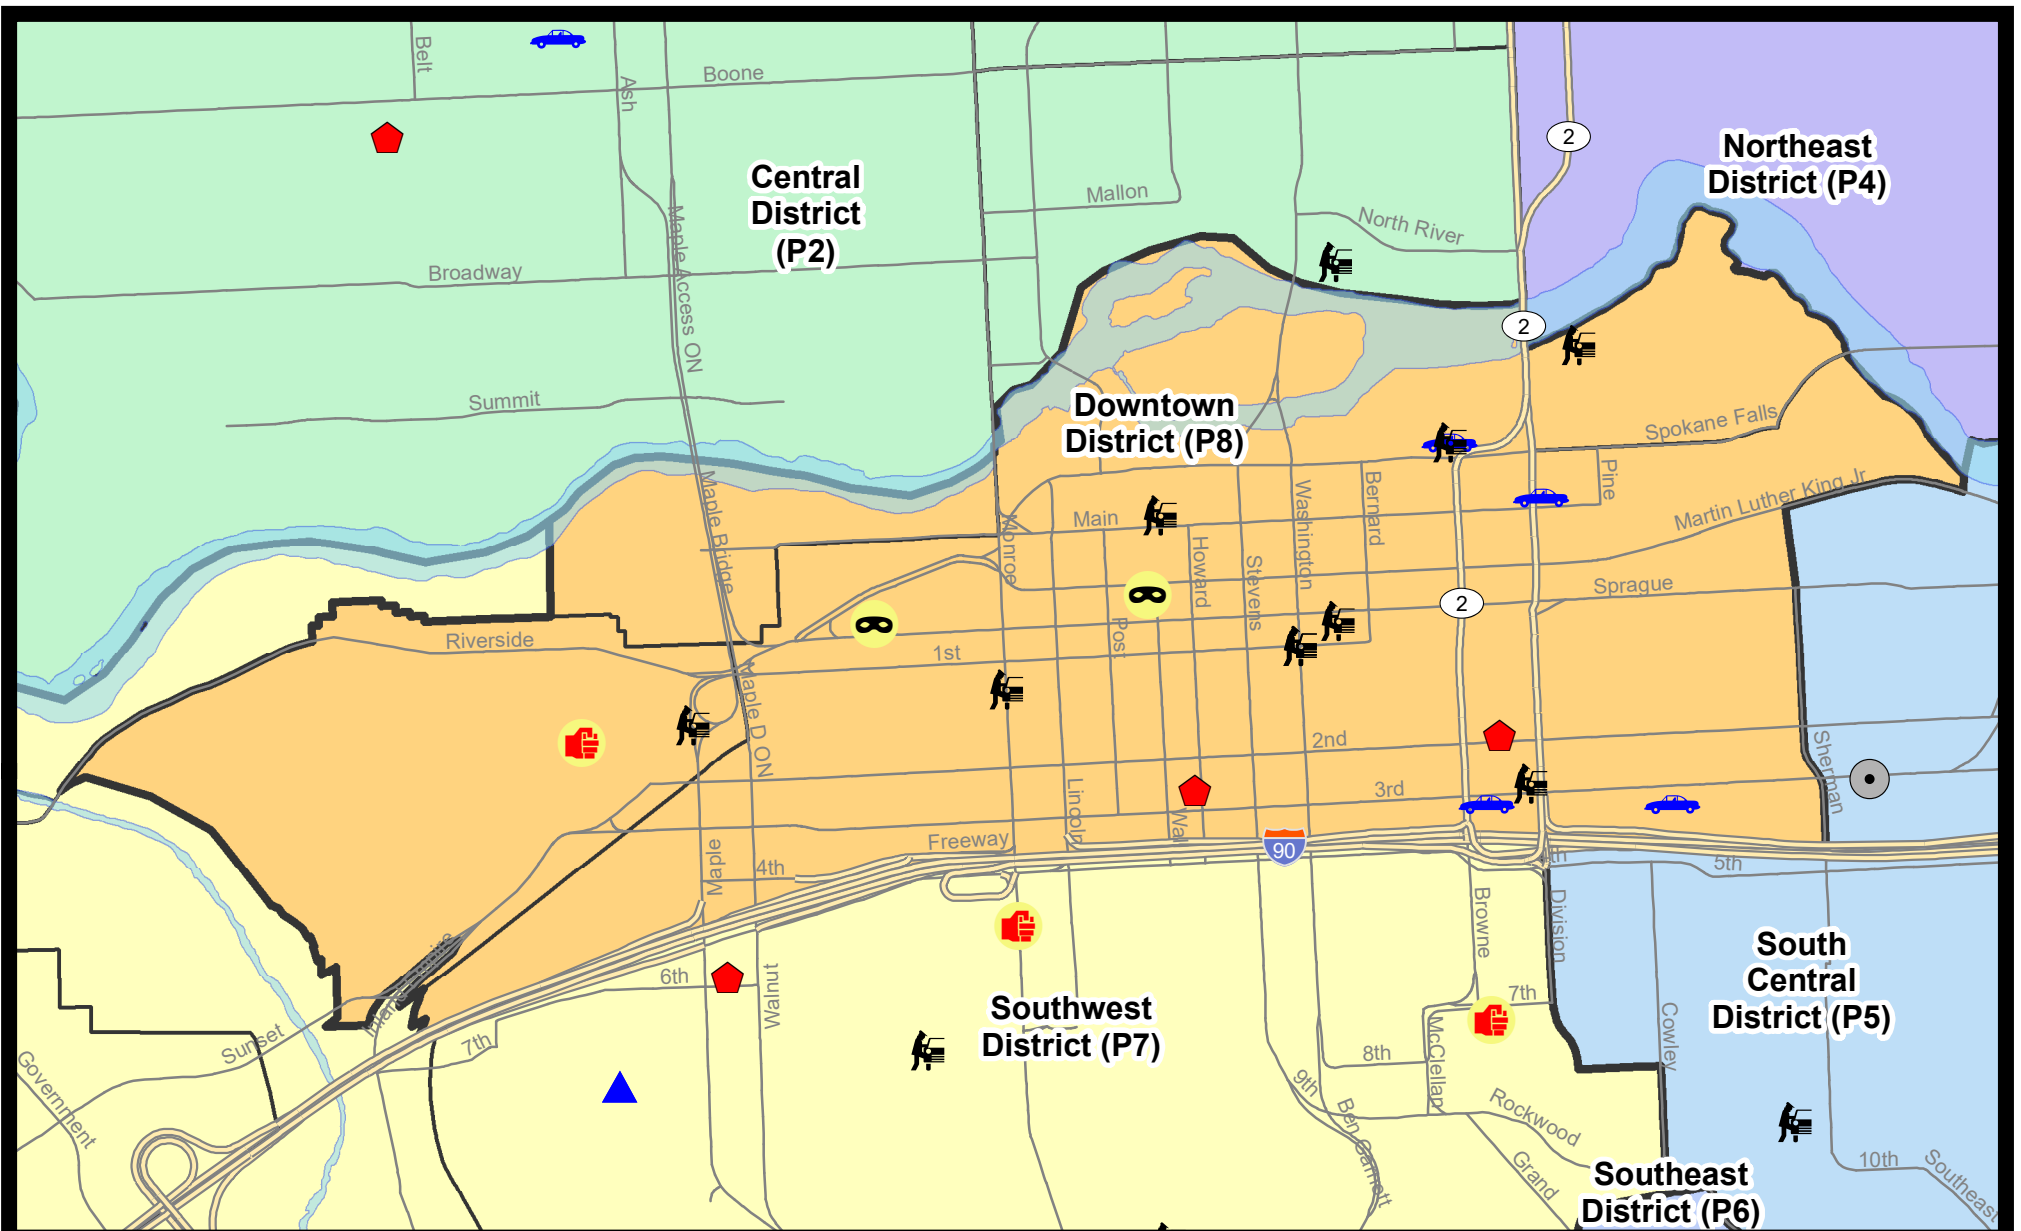 Belt
Ash
Boone
2
Northeast
District (P4)
Central
District
(P2)
Mallon
North River
Maple Access ON
Broadway
2
Summit
Downtown
District (P8)
Spokane Falls
Pine
Bernard
Washington
Martin Luther King Jr
Maple Bridge
Main
Monroe
Howard
Stevens
Sprague
2
Riverside
1st
Post
Maple D ON
2nd
Sherman
3rd
Lincoln
Wal
Freeway
90
4th
4th
5th
Maple
Browne
Division
Inland Empire
6th
Walnut
South
Central
District (P5)
Southwest
District (P7)
7th
Sunset
7th
McClellan
Cowley
8th
Government
9th
Ben Garnett
Rockwood
Grand
10th
Southeast
Southeast
District (P6)